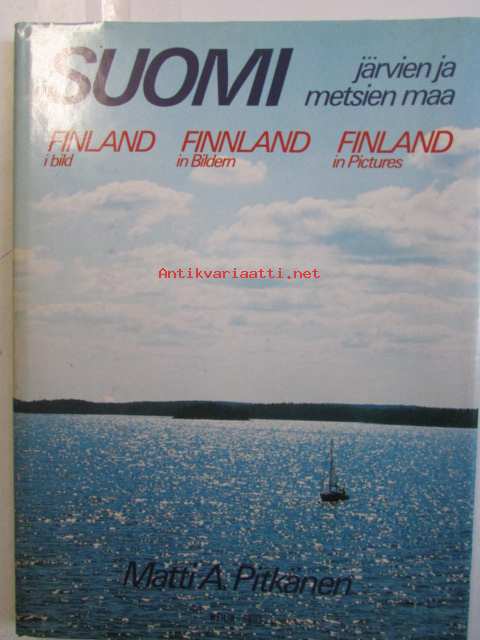 SUOMI
järvien ja
metsien maa
FINLAND
i bild
FINNLAND
in Bildern
FINLAND
in Pictures
Antikvariaatti.net
Matti A. Pitkänen